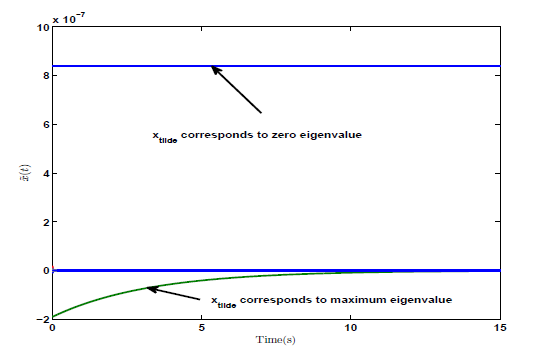 x 10⁻⁷
10
8
x_tilde corresponds to zero eigenvalue
6
4
x̃(t)
2
0
x_tilde corresponds to maximum eigenvalue
−2
0 5 10 15
Time(s)